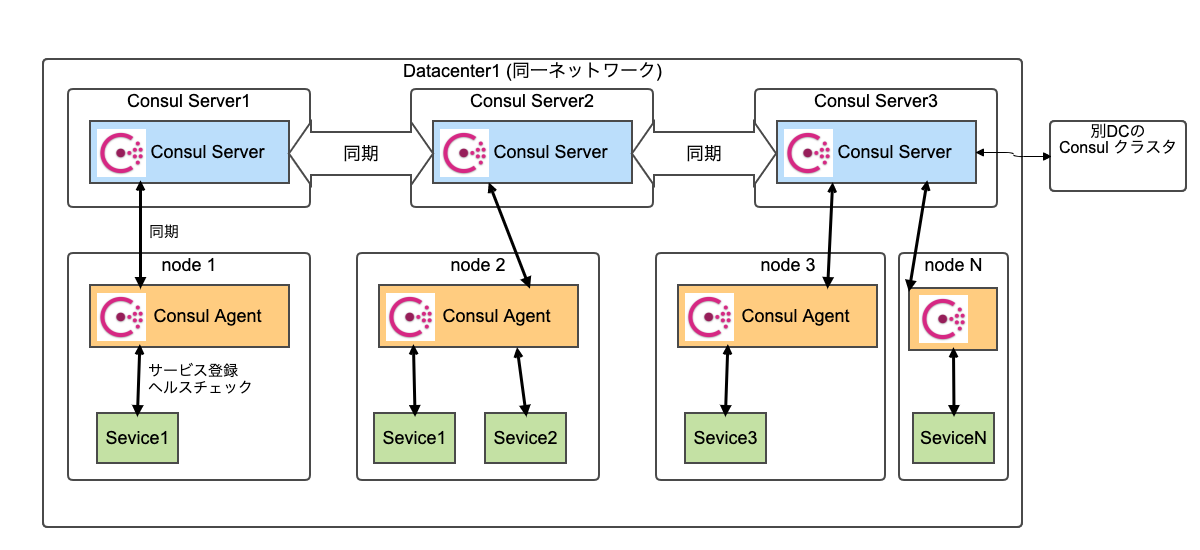 Datacenter1 (同一ネットワーク)
Consul Server1
Consul Server2
Consul Server3
Consul Server
同期
Consul Server
同期
Consul Server
別DCの
Consul クラスタ
同期
node 1
node 2
node 3
node N
Consul Agent
Consul Agent
Consul Agent
サービス登録
ヘルスチェック
Sevice1
Sevice1
Sevice2
Sevice3
SeviceN